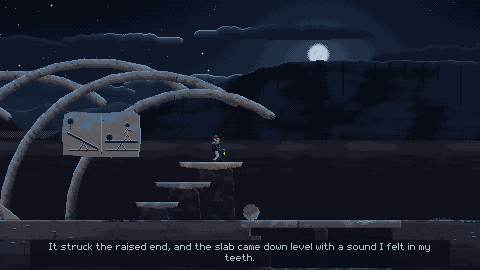 It struck the raised end, and the slab came down level with a sound I felt in my
teeth.